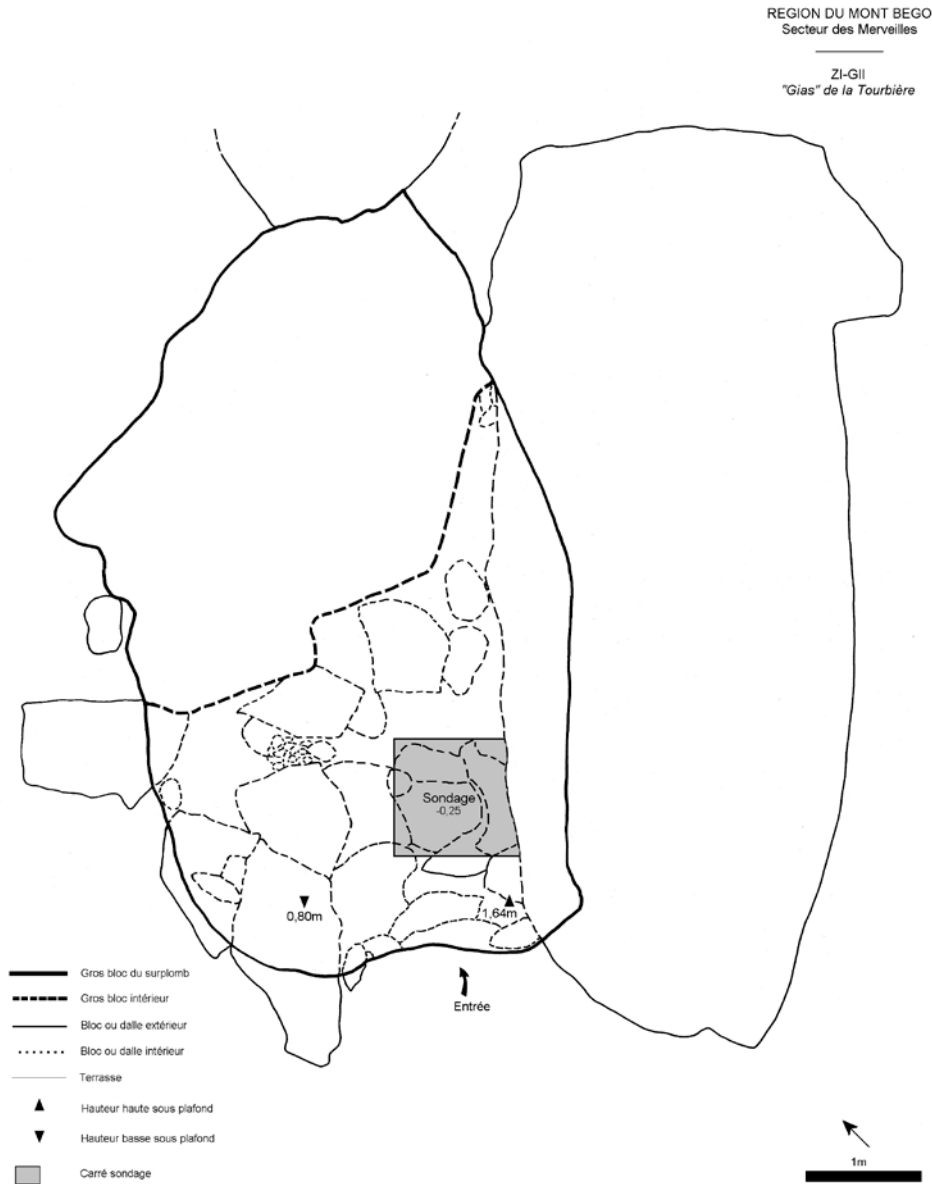 REGION DU MONT BEGO
Secteur des Merveilles
ZI-GII
"Gias" de la Tourbière
Sondage
-0,25
0,80m
1,64m
Entrée
Gros bloc du surplomb
Gros bloc intérieur
Bloc ou dalle extérieur
Bloc ou dalle intérieur
Terrasse
Hauteur haute sous plafond
Hauteur basse sous plafond
Carré sondage
1m